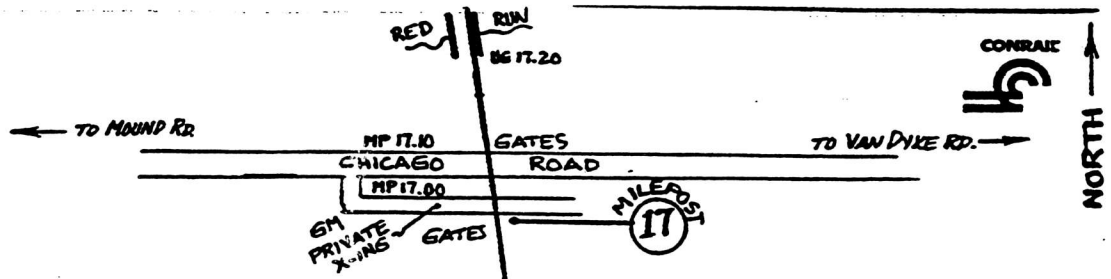 RED
RUN
BG 17.20
CONRAIL
NORTH
TO MOUND RD.
MP 17.10
GATES
TO VAN DYKE RD.
CHICAGO ROAD
MP 17.00
MILEPOST
17
GM
PRIVATE
X-ING
GATES